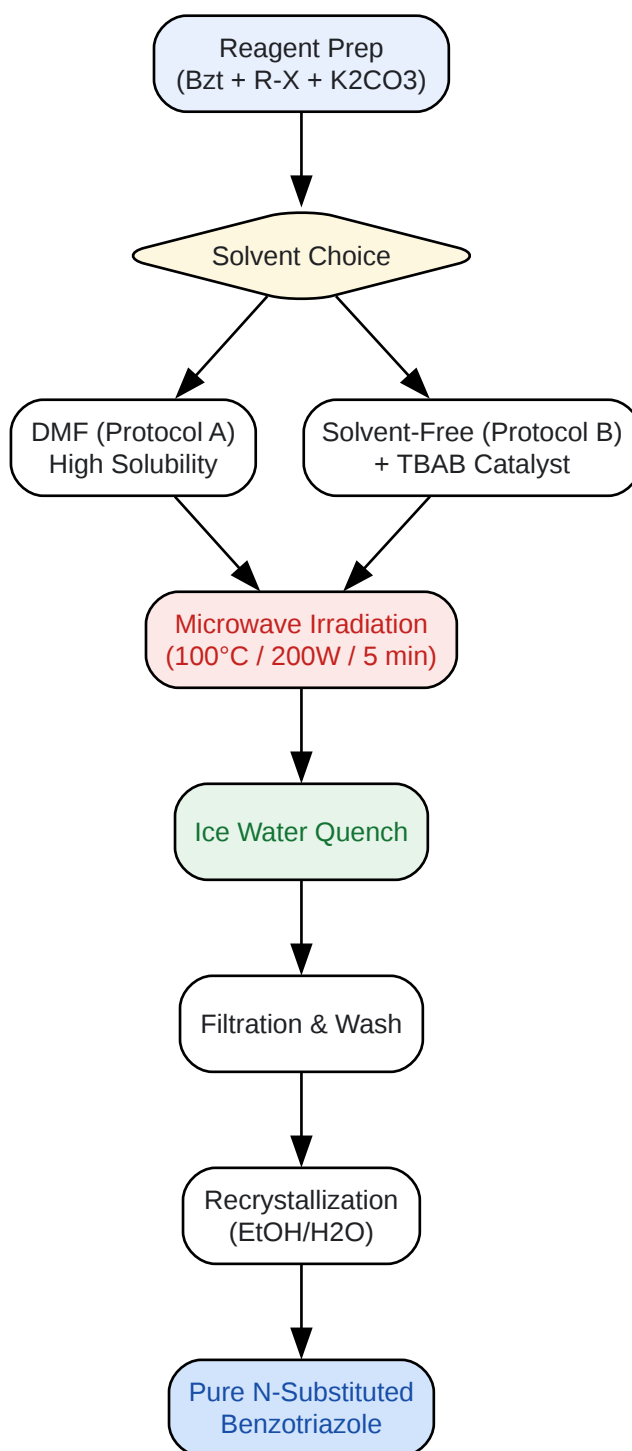 Reagent Prep
(Bzt + R-X + K2CO3)
Solvent Choice
DMF (Protocol A)
High Solubility
Solvent-Free (Protocol B)
+ TBAB Catalyst
Microwave Irradiation
(100°C / 200W / 5 min)
Ice Water Quench
Filtration & Wash
Recrystallization
(EtOH/H2O)
Pure N-Substituted
Benzotriazole